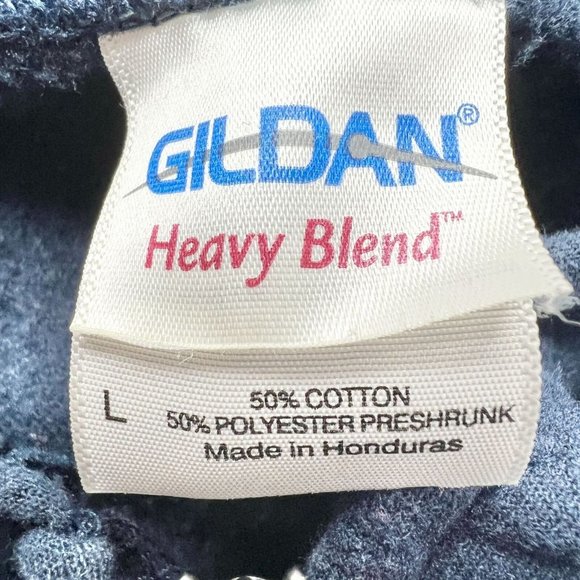 GILDAN®
Heavy Blend™
L
50% COTTON
50% POLYESTER PRESHRUNK
Made in Honduras